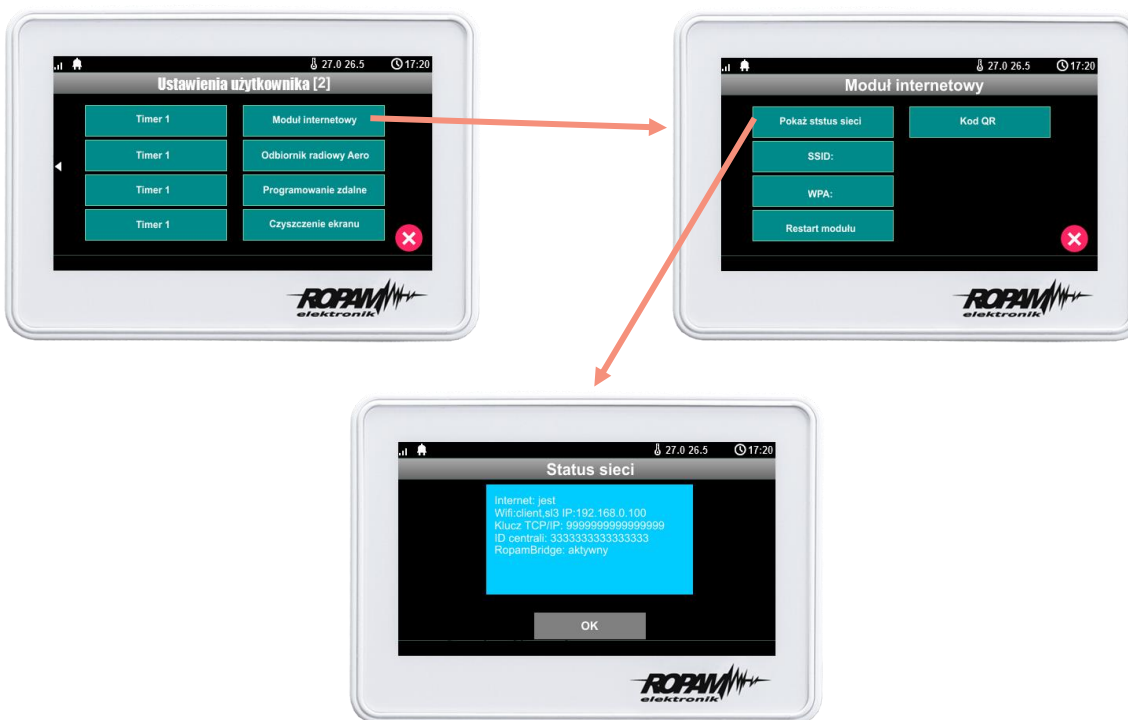 27.0 26.5 17:20
Ustawienia użytkownika [2]
Timer 1 Moduł internetowy
Timer 1 Odbiornik radiowy Aero
Timer 1 Programowanie zdalne
Timer 1 Czyszczenie ekranu
ROPAM
elektronik
27.0 26.5 17:20
Moduł internetowy
Pokaż ststus sieci Kod QR
SSID:
WPA:
Restart modułu
ROPAM
elektronik
27.0 26.5 17:20
Status sieci
Internet: jest
Wifi:client,sl3 IP:192.168.0.100
Klucz TCP/IP: 9999999999999999
ID centrali: 3333333333333333
RopamBridge: aktywny
OK
ROPAM
elektronik